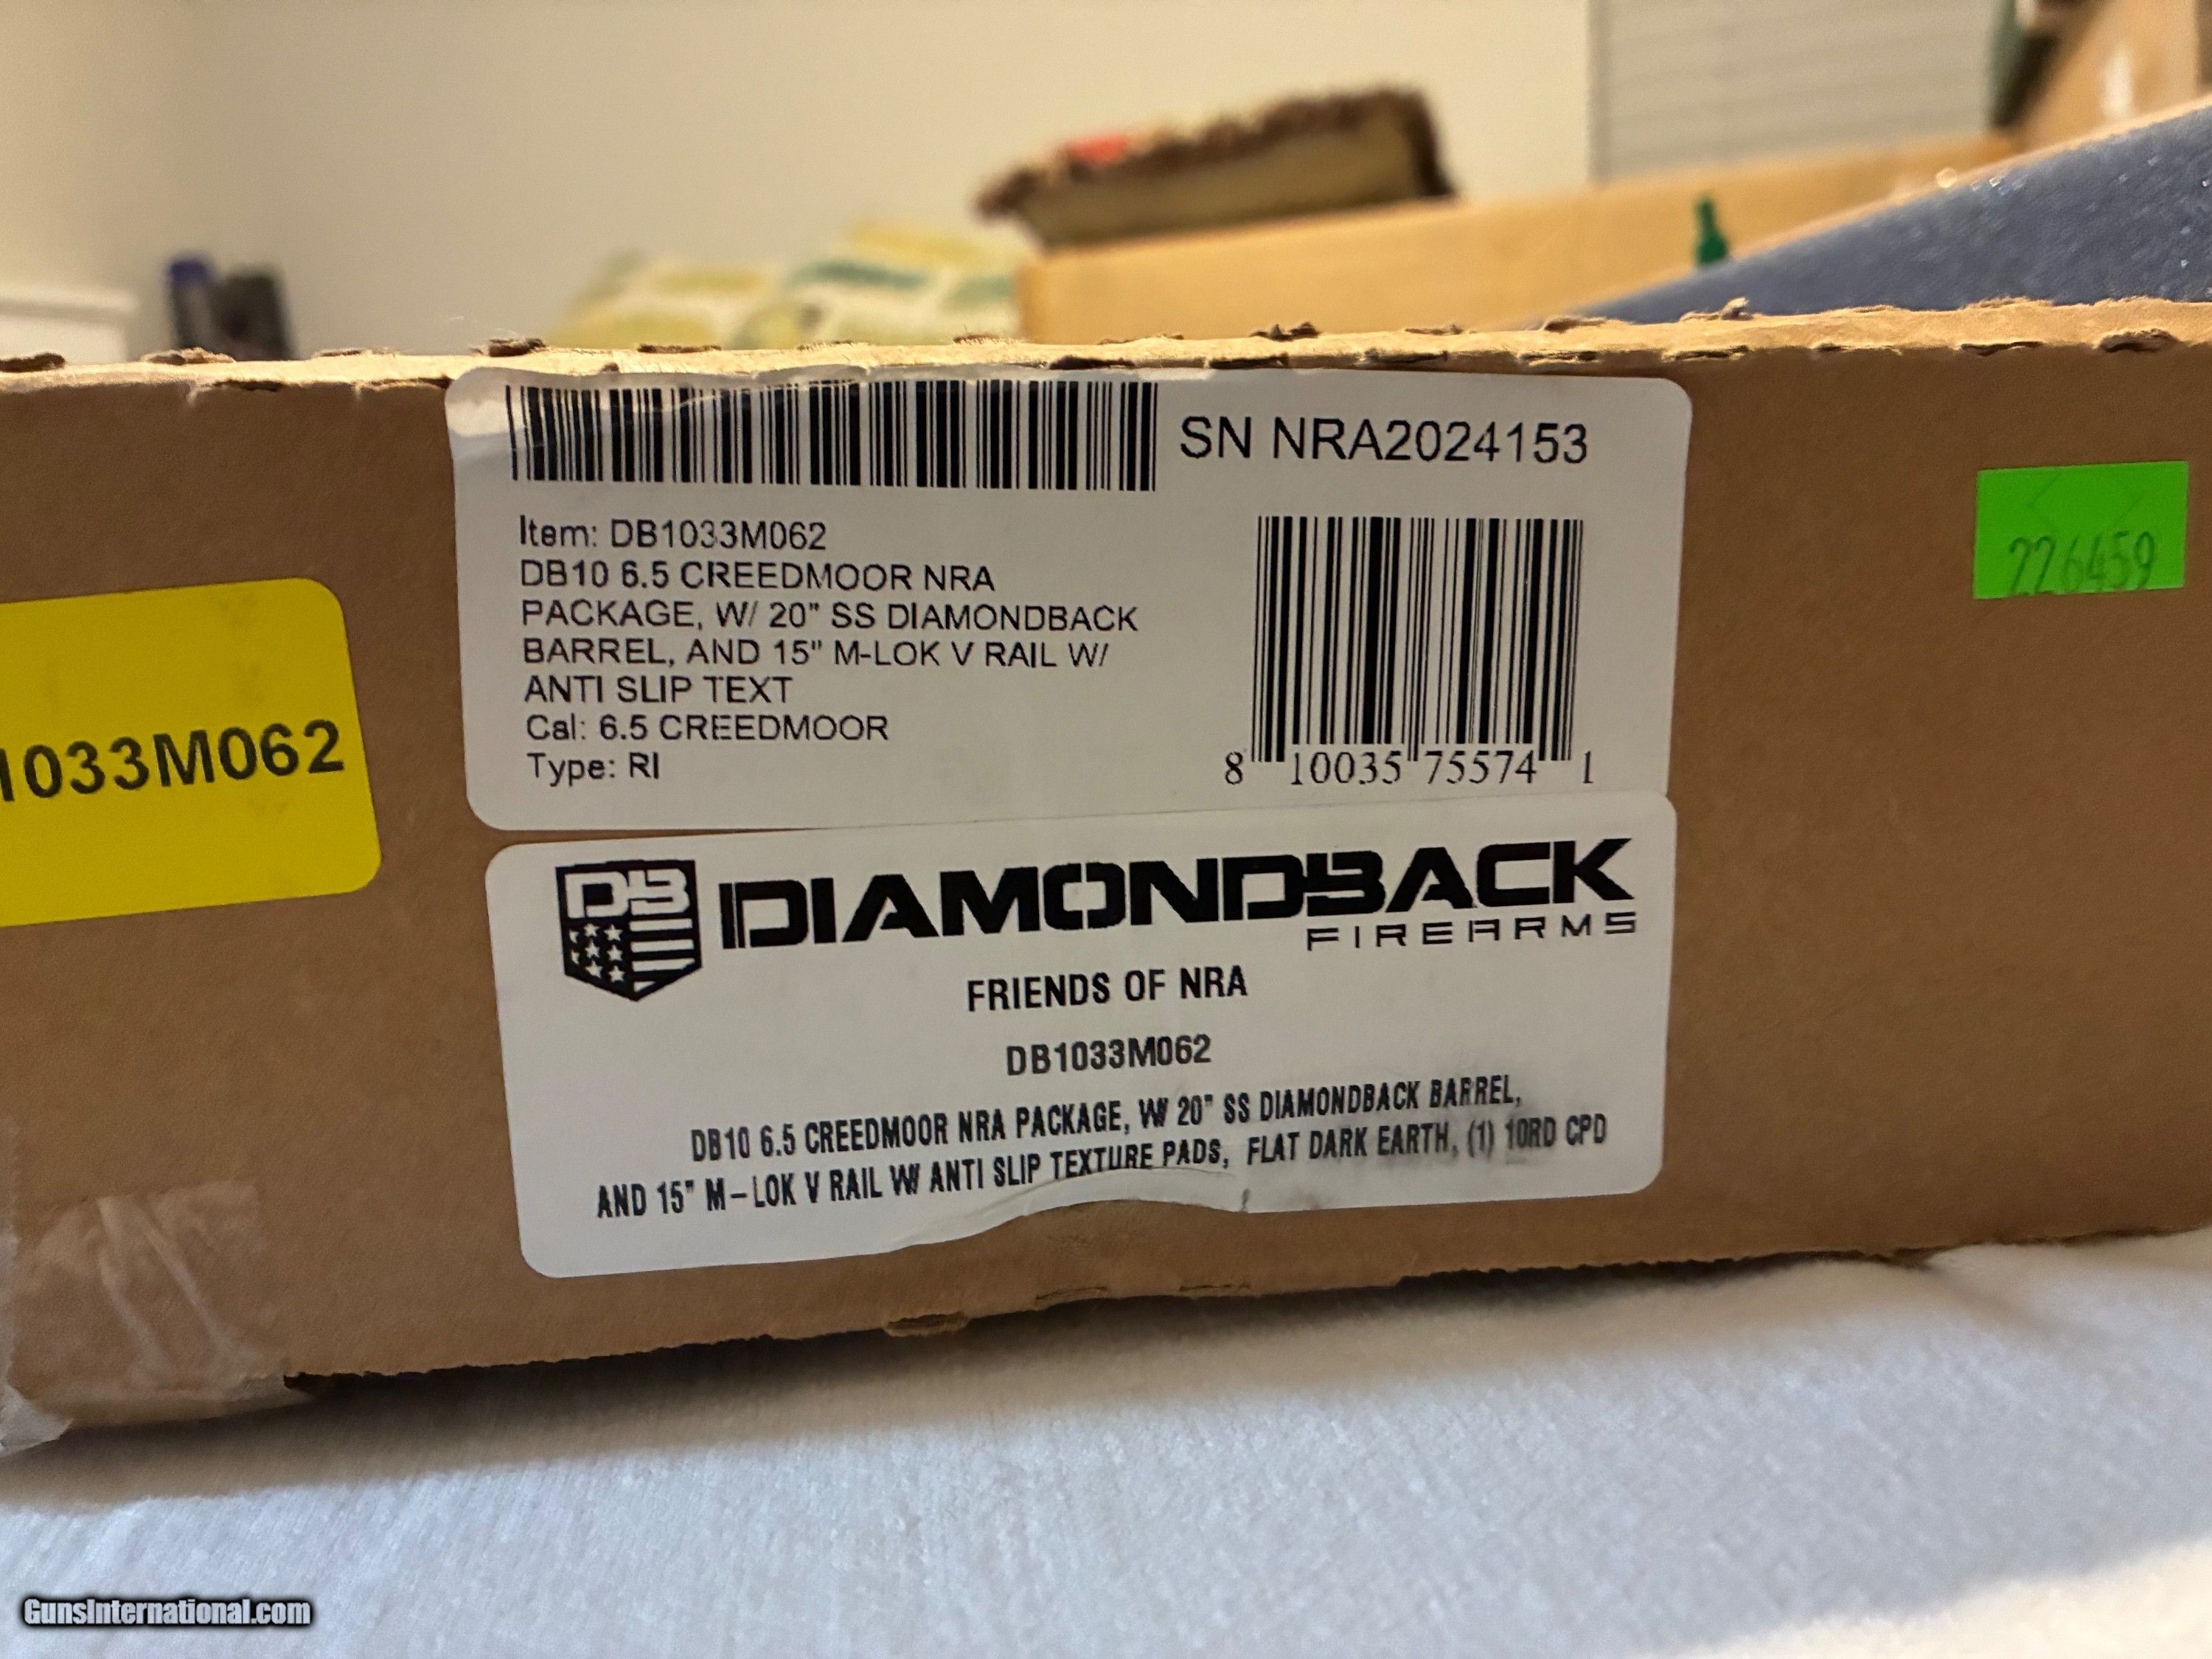 SN NRA2024153
Item: DB1033M062
DB10 6.5 CREEDMOOR NRA
PACKAGE, W/ 20" SS DIAMONDBACK
BARREL, AND 15" M-LOK V RAIL W/
ANTI SLIP TEXT
Cal: 6.5 CREEDMOOR
Type: RI
8 10035 75574 1
226459
1033M062
DB DIAMONDBACK
FIREARMS
FRIENDS OF NRA
DB1033M062
DB10 6.5 CREEDMOOR NRA PACKAGE, W/ 20" SS DIAMONDBACK BARREL,
AND 15" M-LOK V RAIL W/ ANTI SLIP TEXTURE PADS, FLAT DARK EARTH, (1) 10RD CPD
GunsInternational.com